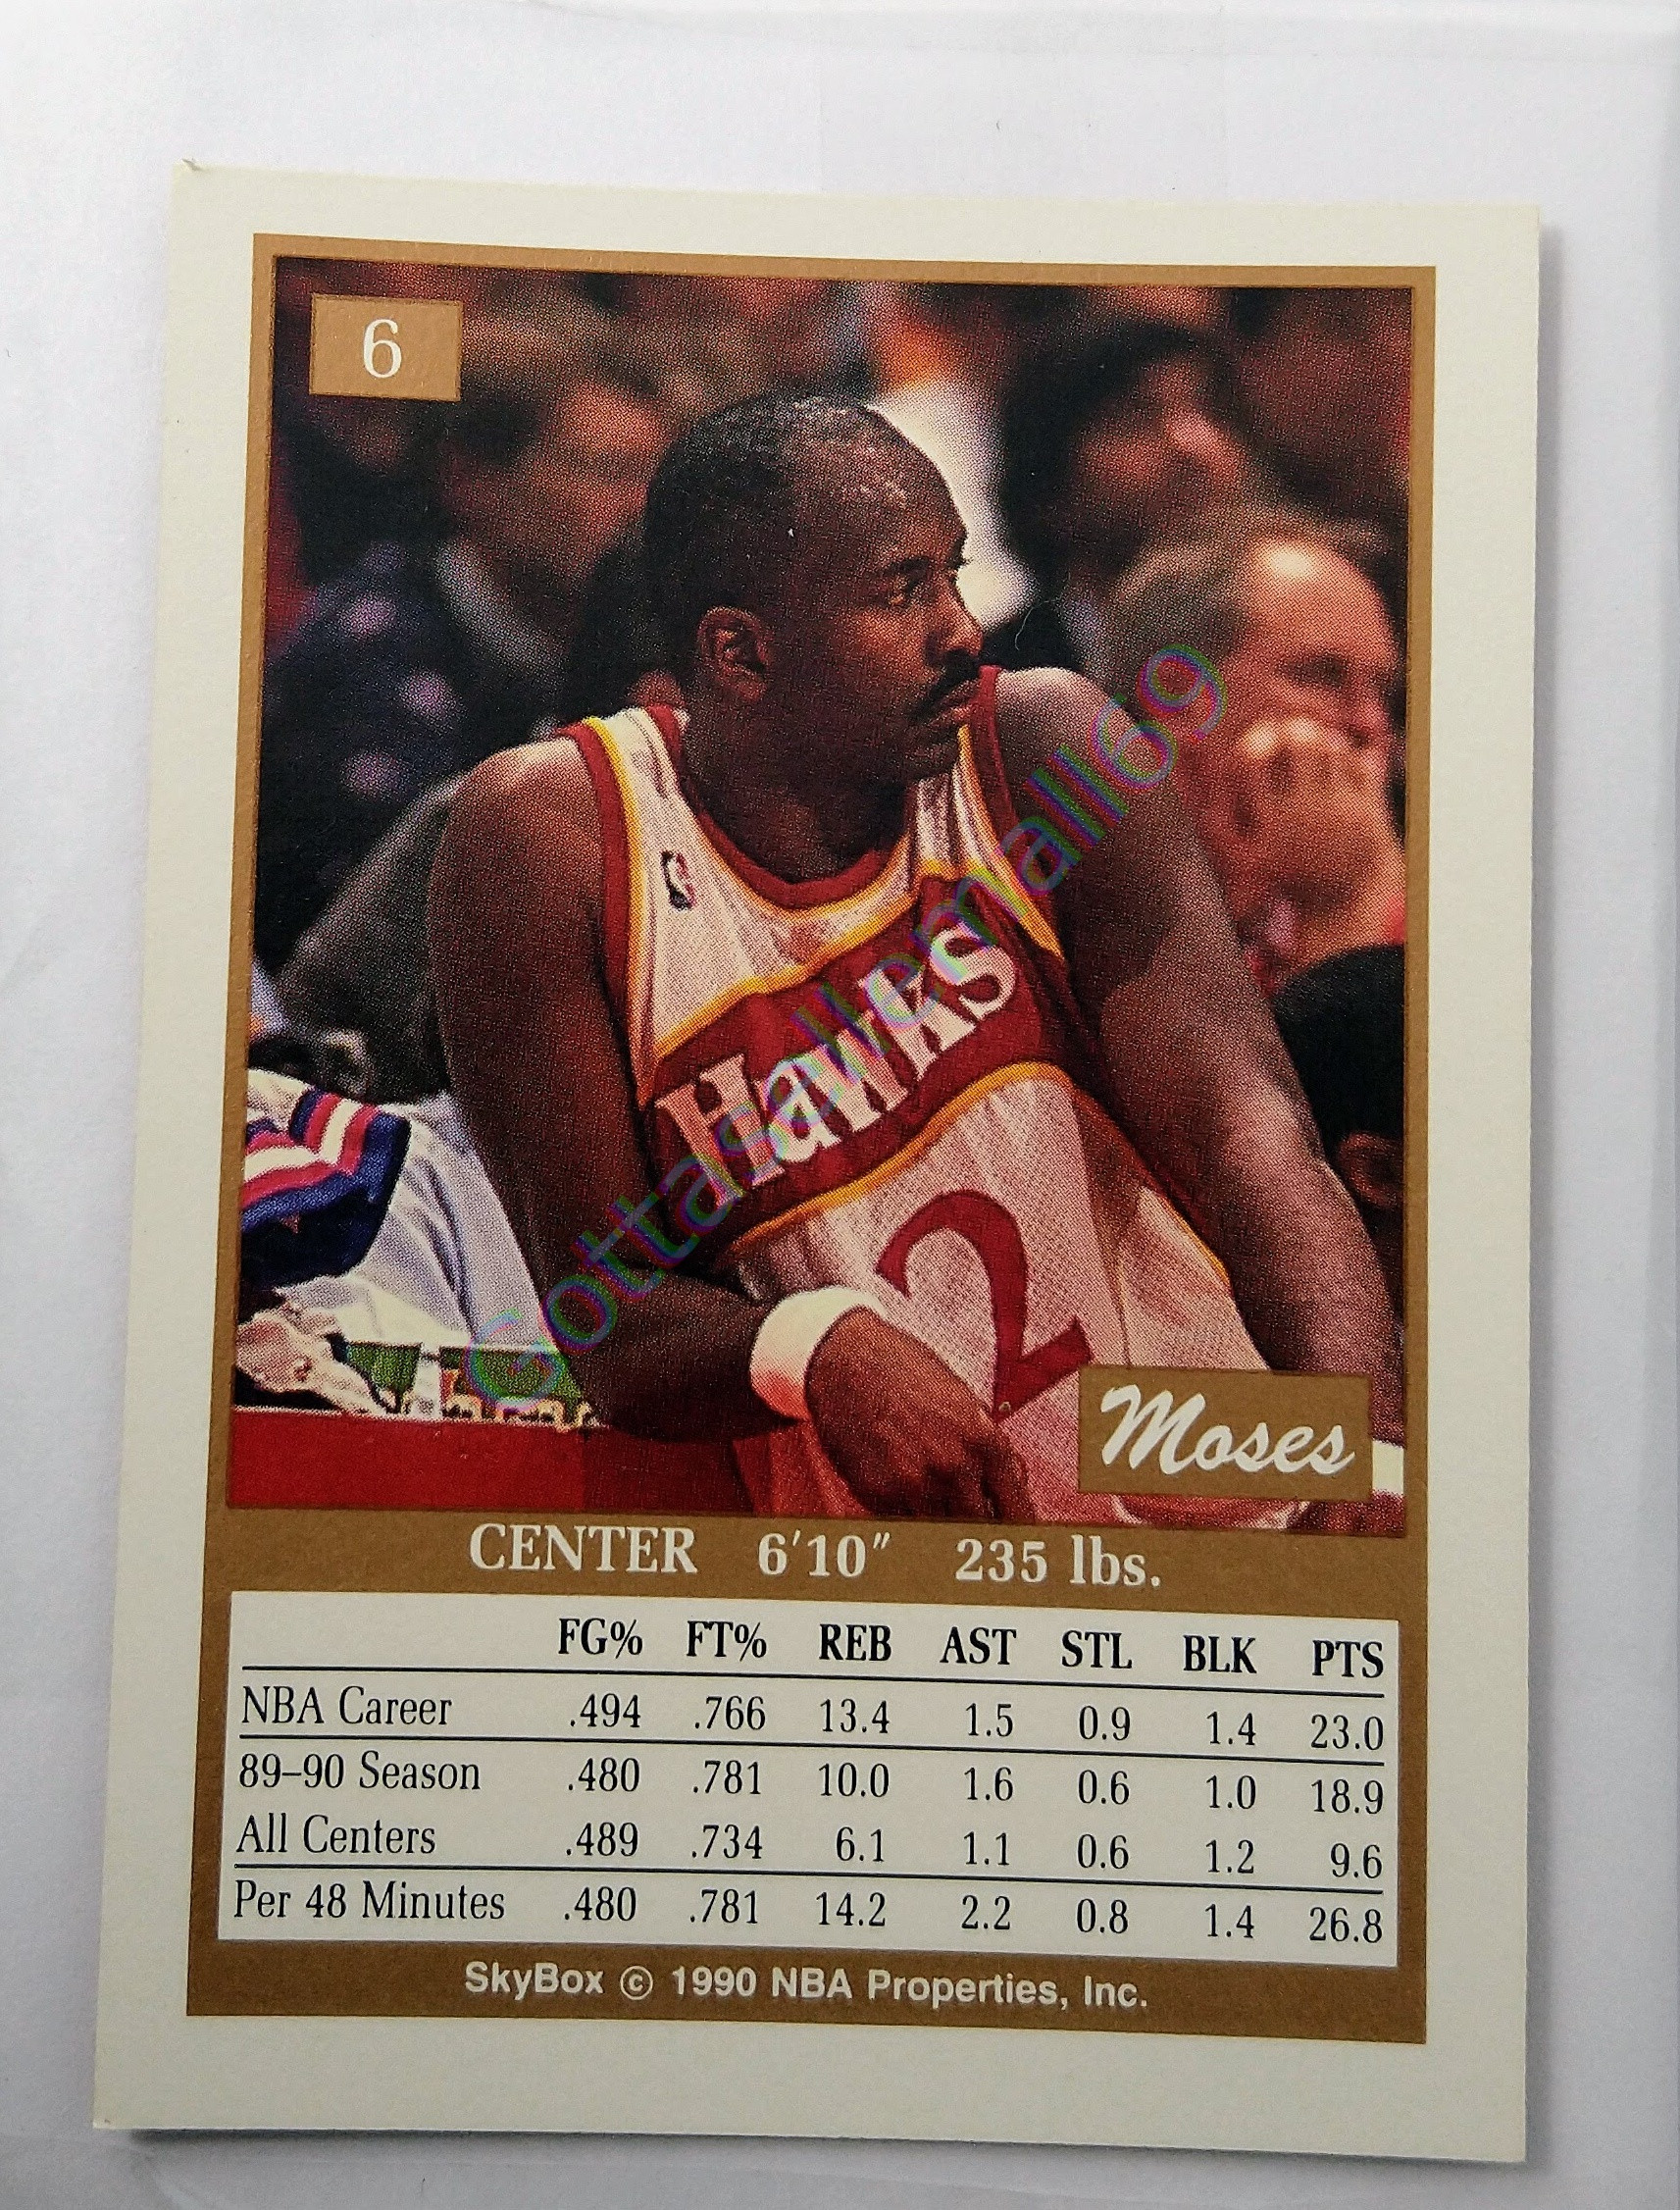 6
Hawks
2
Gottasellemall69
Moses
CENTER 6'10" 235 lbs.
FG% FT% REB AST STL BLK PTS
NBA Career .494 .766 13.4 1.5 0.9 1.4 23.0
89–90 Season .480 .781 10.0 1.6 0.6 1.0 18.9
All Centers .489 .734 6.1 1.1 0.6 1.2 9.6
Per 48 Minutes .480 .781 14.2 2.2 0.8 1.4 26.8
SkyBox © 1990 NBA Properties, Inc.